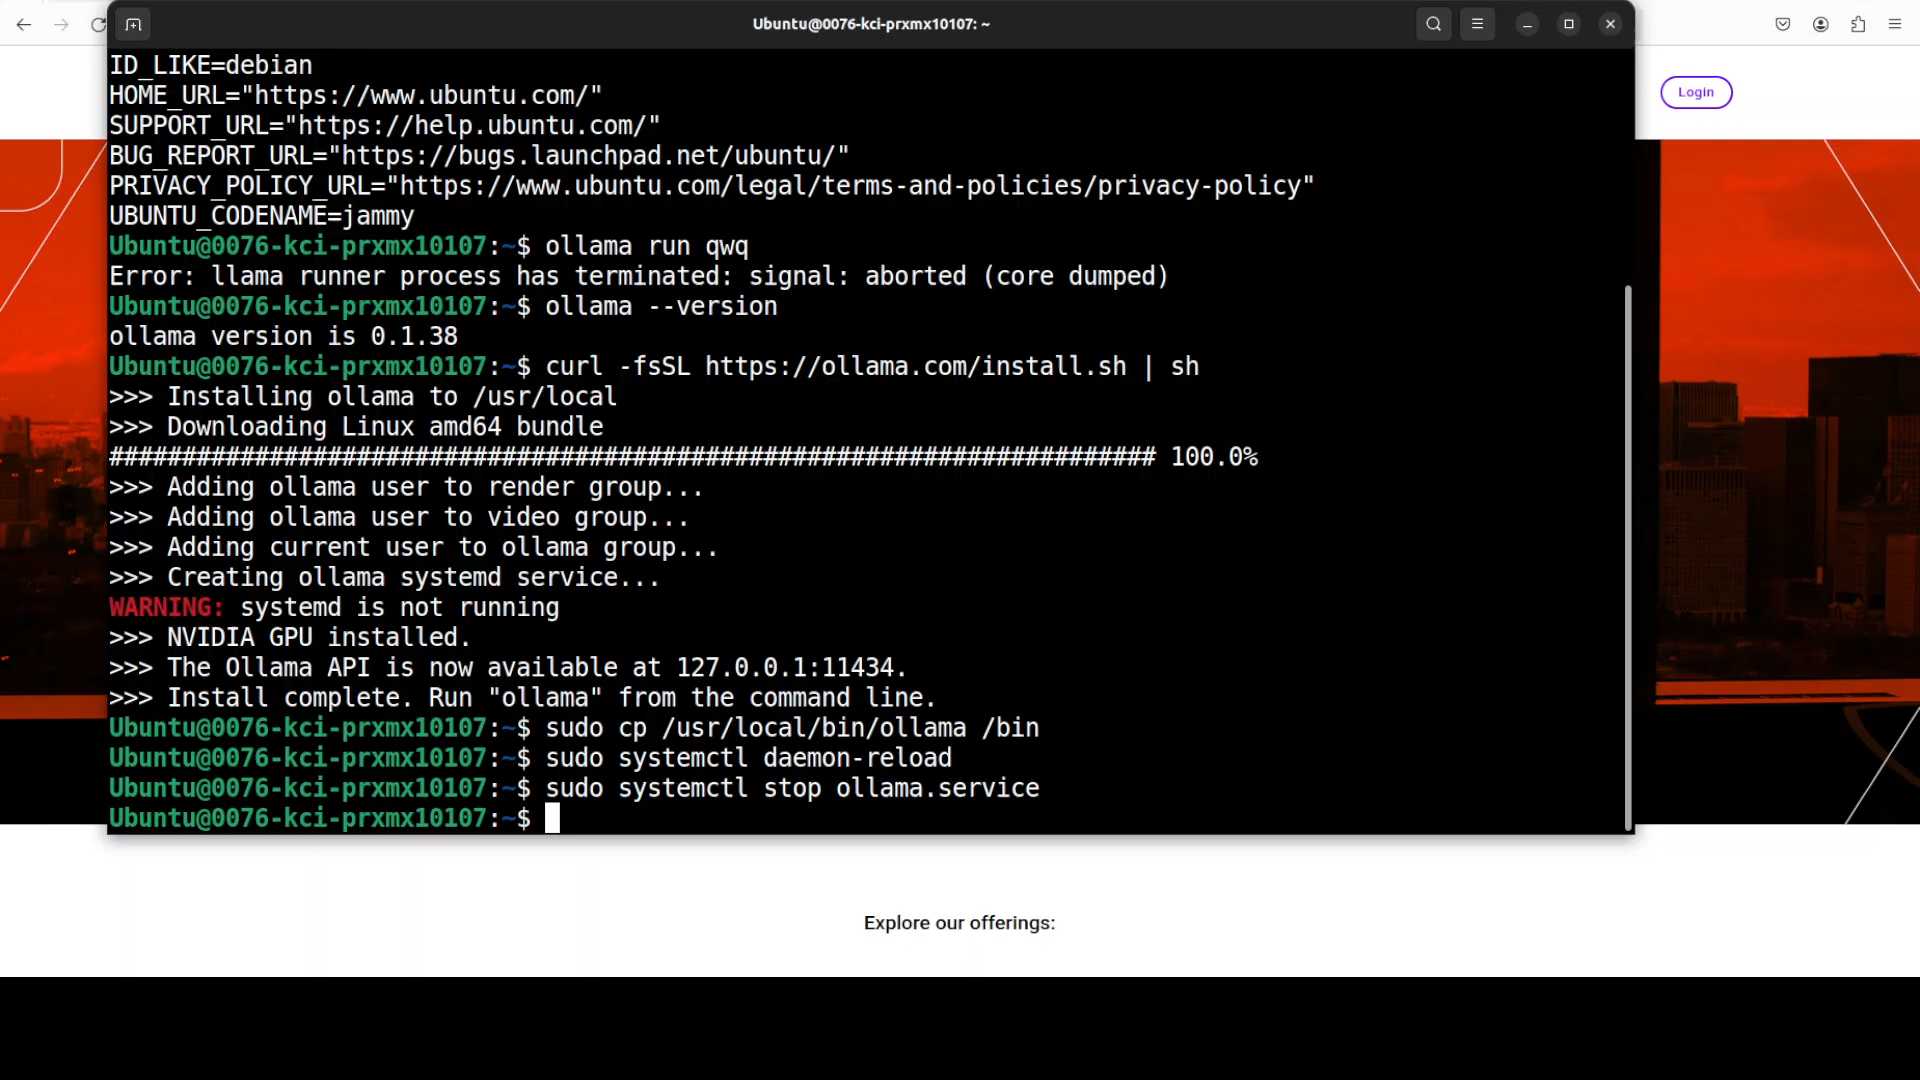 Ubuntu@0076-kci-prxmx10107: ~
ID_LIKE=debian
HOME_URL="https://www.ubuntu.com/"
SUPPORT_URL="https://help.ubuntu.com/"
BUG_REPORT_URL="https://bugs.launchpad.net/ubuntu/"
PRIVACY_POLICY_URL="https://www.ubuntu.com/legal/terms-and-policies/privacy-policy"
UBUNTU_CODENAME=jammy
Ubuntu@0076-kci-prxmx10107:~$ ollama run qwq
Error: llama runner process has terminated: signal: aborted (core dumped)
Ubuntu@0076-kci-prxmx10107:~$ ollama --version
ollama version is 0.1.38
Ubuntu@0076-kci-prxmx10107:~$ curl -fsSL https://ollama.com/install.sh | sh
>>> Installing ollama to /usr/local
>>> Downloading Linux amd64 bundle
######################################################################## 100.0%
>>> Adding ollama user to render group...
>>> Adding ollama user to video group...
>>> Adding current user to ollama group...
>>> Creating ollama systemd service...
WARNING: systemd is not running
>>> NVIDIA GPU installed.
>>> The Ollama API is now available at 127.0.0.1:11434.
>>> Install complete. Run "ollama" from the command line.
Ubuntu@0076-kci-prxmx10107:~$ sudo cp /usr/local/bin/ollama /bin
Ubuntu@0076-kci-prxmx10107:~$ sudo systemctl daemon-reload
Ubuntu@0076-kci-prxmx10107:~$ sudo systemctl stop ollama.service
Ubuntu@0076-kci-prxmx10107:~$
Login
Explore our offerings: